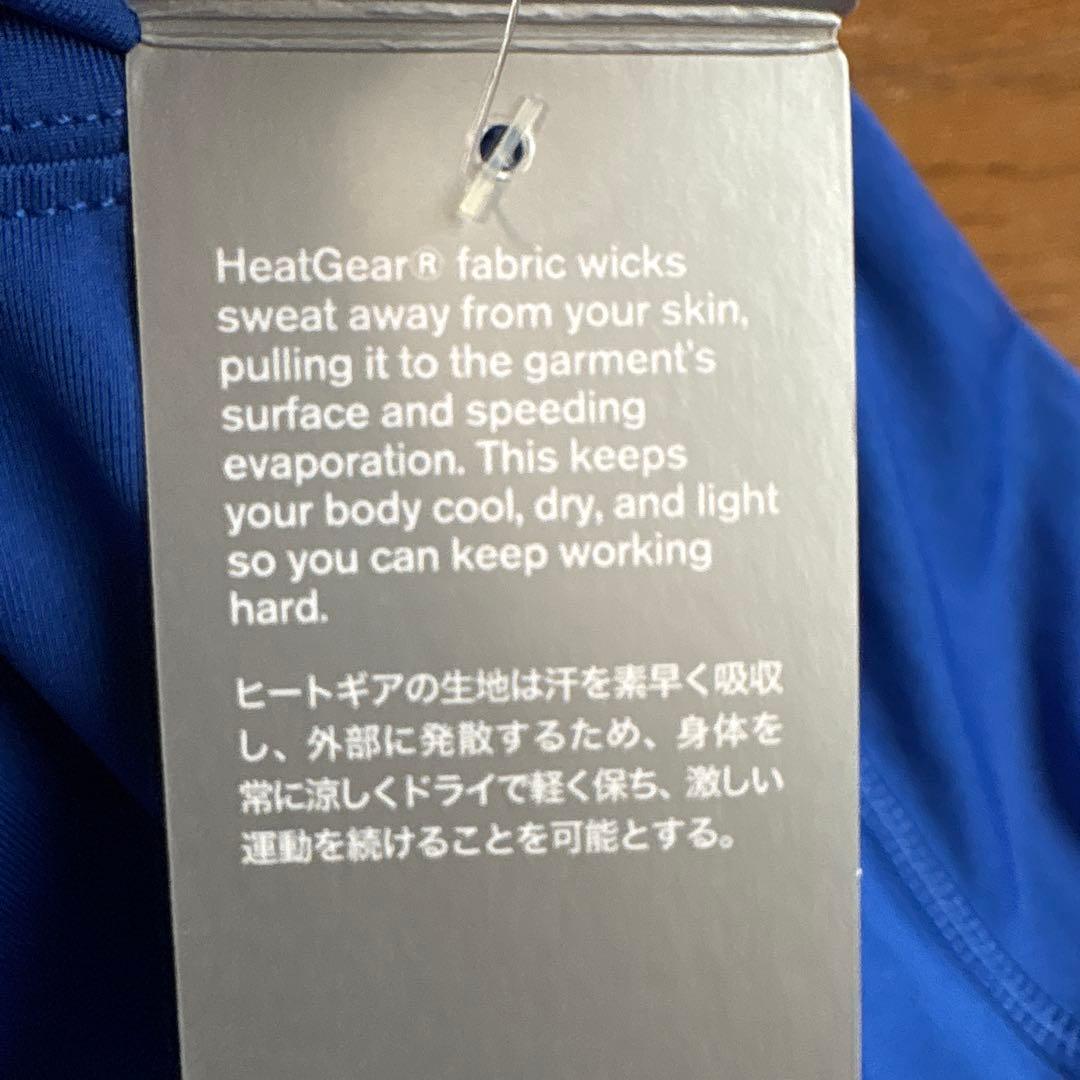 HeatGear® fabric wicks
sweat away from your skin,
pulling it to the garment's
surface and speeding
evaporation. This keeps
your body cool, dry, and light
so you can keep working
hard.
ヒートギアの生地は汗を素早く吸収
し、外部に発散するため、身体を
常に涼しくドライで軽く保ち、激しい
運動を続けることを可能とする。